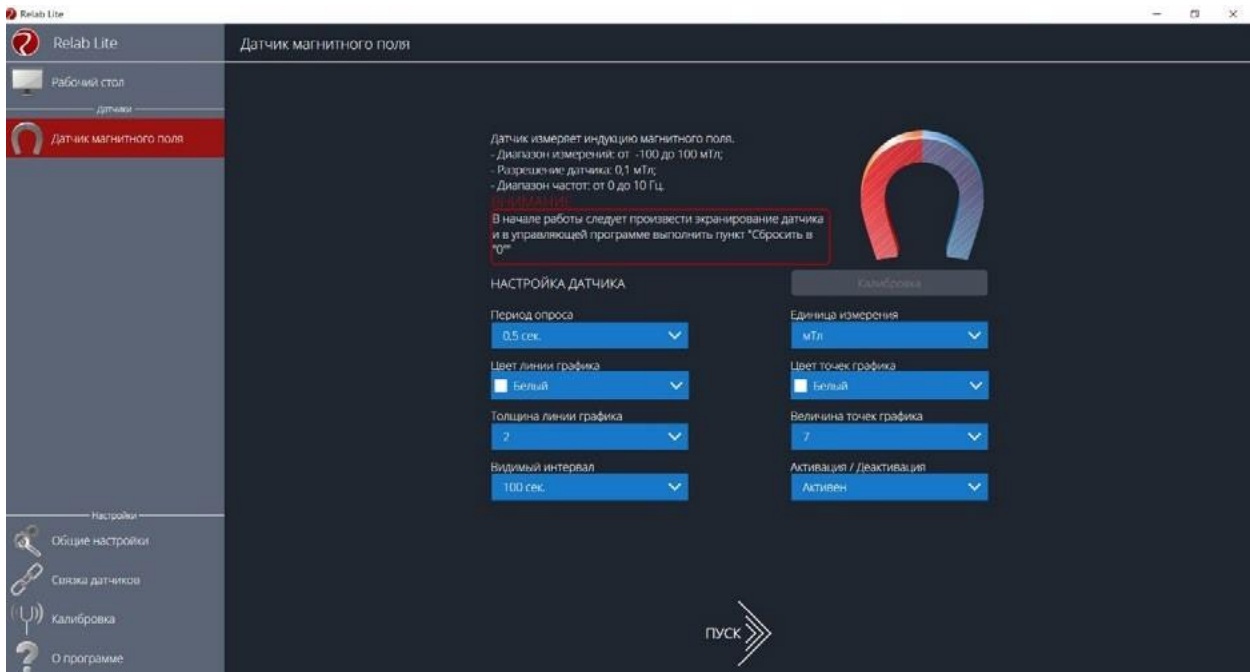 Relab Lite
Relab Lite
Рабочий стол
Датчики
Датчик магнитного поля
Настройки
Общие настройки
Связка датчиков
Калибровка
О программе
Датчик магнитного поля
Датчик измеряет индукцию магнитного поля.
- Диапазон измерений: от -100 до 100 мТл;
- Разрешение датчика: 0,1 мТл;
- Диапазон частот: от 0 до 10 Гц.
ВНИМАНИЕ
В начале работы следует произвести экранирование датчика
и в управляющей программе выполнить пункт "Сбросить в
"0""
НАСТРОЙКА ДАТЧИКА
Калибровка
Период опроса
0,5 сек.
Единица измерения
мТл
Цвет линии графика
Белый
Цвет точек графика
Белый
Толщина линии графика
2
Величина точек графика
7
Видимый интервал
100 сек.
Активация / Деактивация
Активен
ПУСК